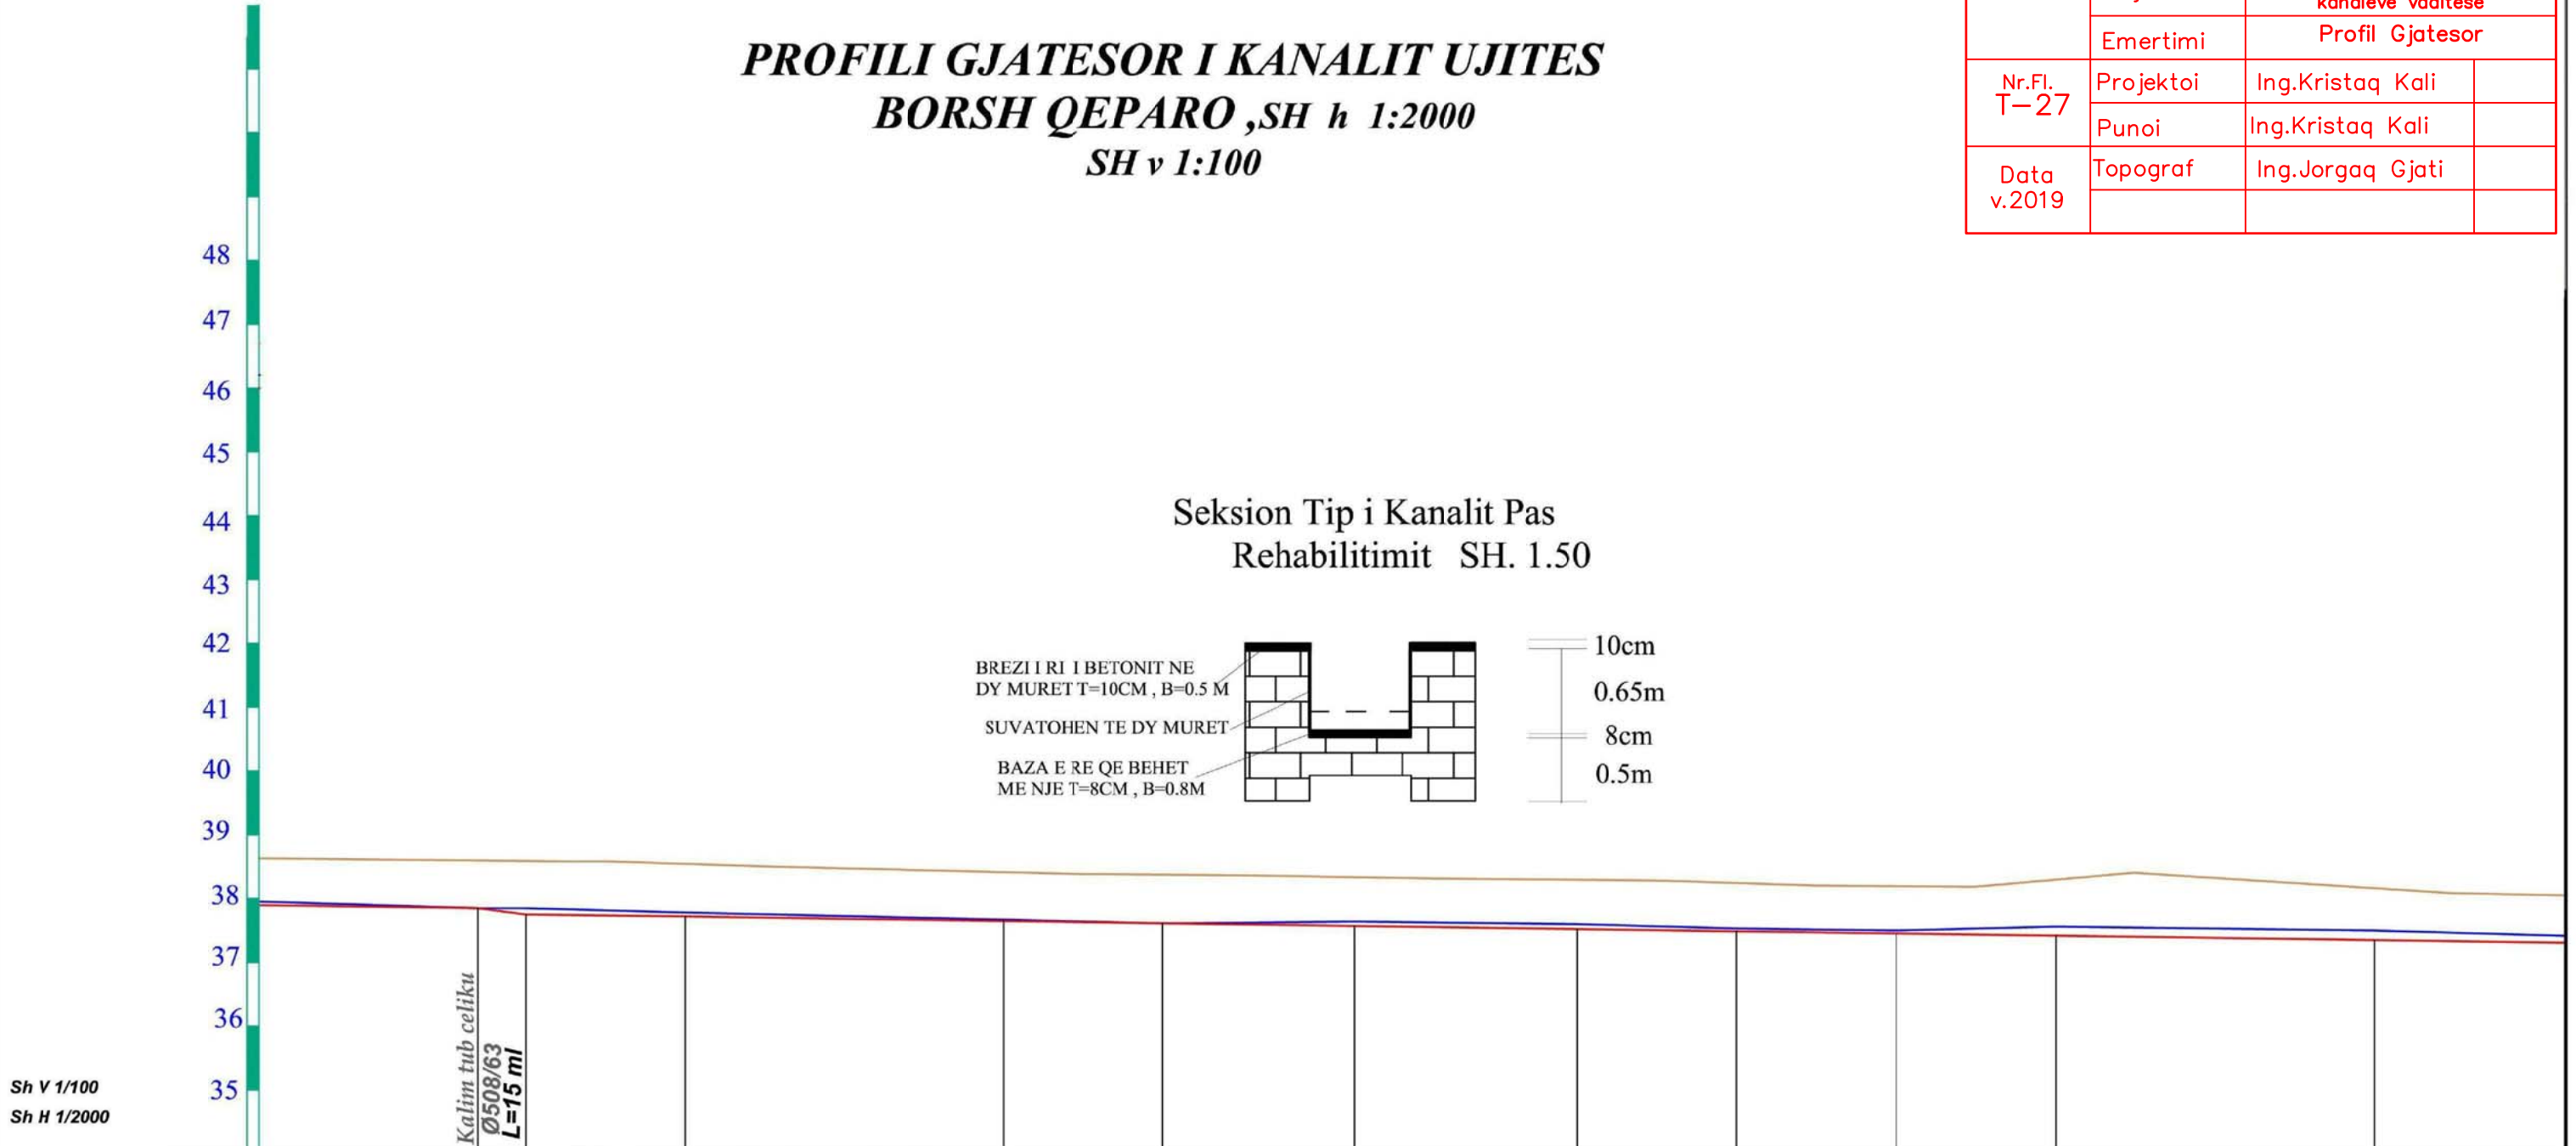 PROFILI GJATESOR I KANALIT UJITES
BORSH QEPARO ,SH h 1:2000
SH v 1:100
kanaleve vaditese
Emertimi Profil Gjatesor
Nr.Fl.
T-27
Projektoi Ing.Kristaq Kali
Punoi Ing.Kristaq Kali
Data
v.2019
Topograf Ing.Jorgaq Gjati
48
47
46
45
44
43
42
41
40
39
38
37
36
35
Seksion Tip i Kanalit Pas
Rehabilitimit SH. 1.50
BREZI I RI I BETONIT NE
DY MURET T=10CM , B=0.5 M
SUVATOHEN TE DY MURET
BAZA E RE QE BEHET
ME NJE T=8CM , B=0.8M
10cm
0.65m
8cm
0.5m
Kalim tub celiku
Ø508/63
L=15 ml
Sh V 1/100
Sh H 1/2000